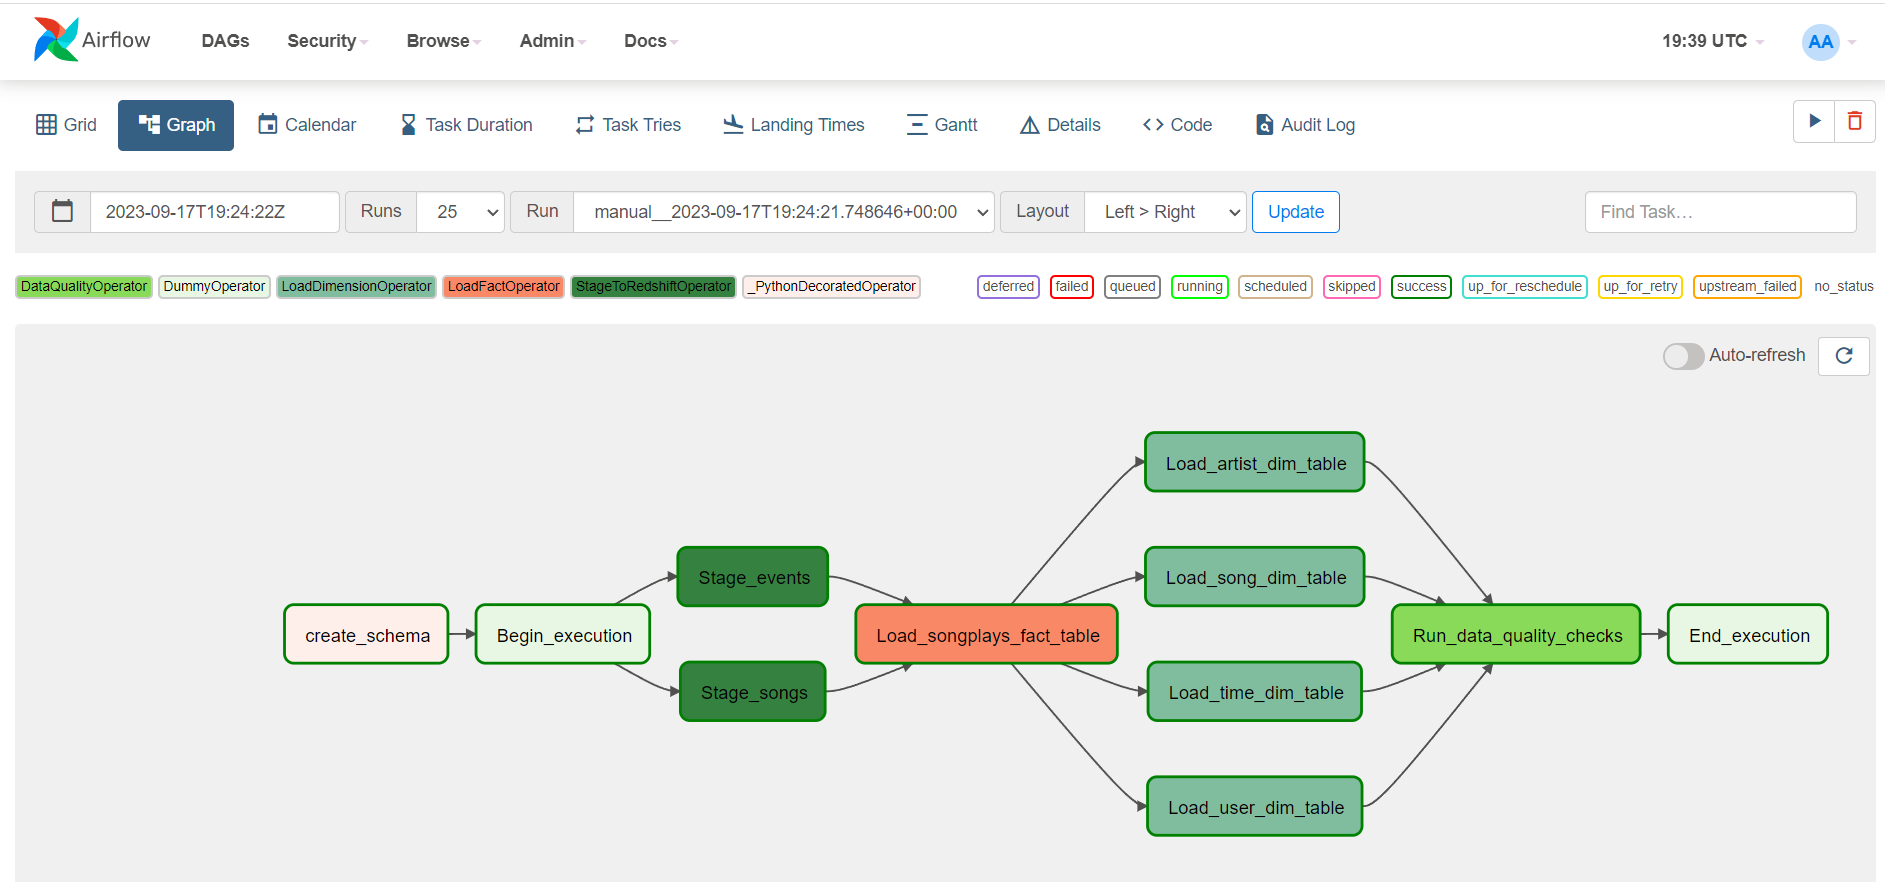 Airflow DAGs Security Browse Admin Docs 19:39 UTC AA
Grid Graph Calendar Task Duration Task Tries Landing Times Gantt Details Code Audit Log
2023-09-17T19:24:22Z Runs 25 Run manual__2023-09-17T19:24:21.748646+00:00 Layout Left > Right Update Find Task…
DataQualityOperator DummyOperator LoadDimensionOperator LoadFactOperator StageToRedshiftOperator _PythonDecoratedOperator deferred failed queued running scheduled skipped success up_for_reschedule up_for_retry upstream_failed no_status
Auto-refresh
Load_artist_dim_table
Stage_events Load_song_dim_table
create_schema Begin_execution Load_songplays_fact_table Run_data_quality_checks End_execution
Stage_songs Load_time_dim_table
Load_user_dim_table